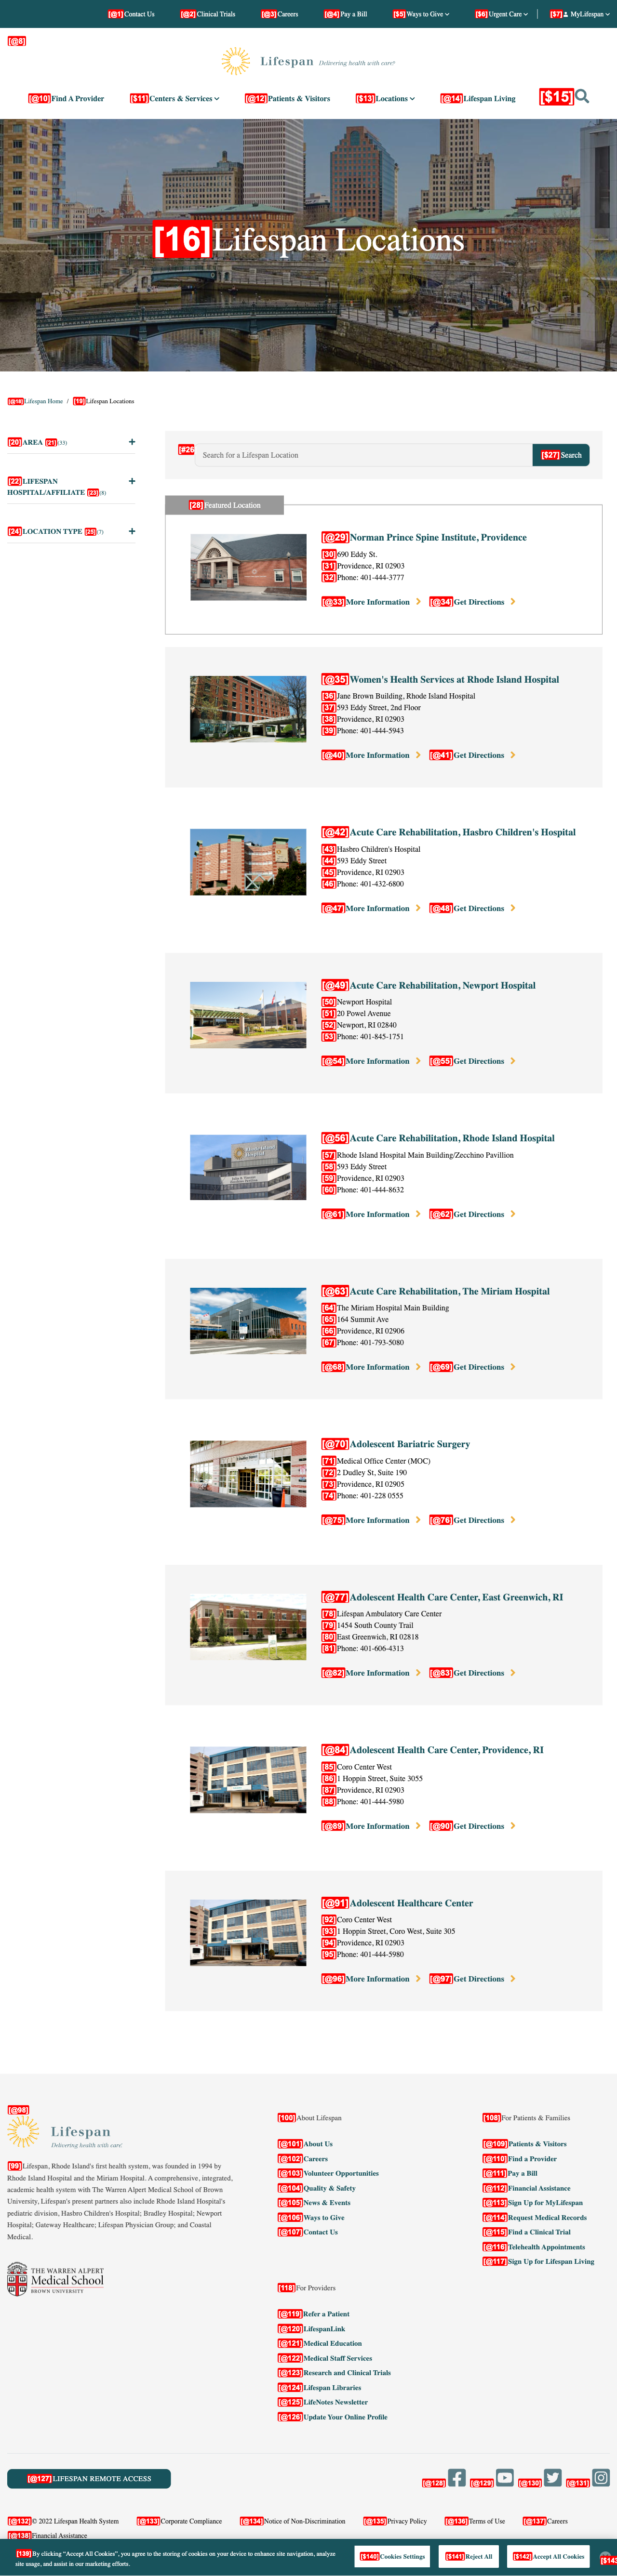 [@1]Contact Us [@2]Clinical Trials [@3]Careers [@4]Pay a Bill [$5]Ways to Give [$6]Urgent Care [$7] MyLifespan
[@8]
Lifespan Delivering health with care®
[@10]Find A Provider [$11]Centers & Services [@12]Patients & Visitors [$13]Locations [@14]Lifespan Living [$15]
[16]Lifespan Locations
[@18]Lifespan Home / [19]Lifespan Locations
[20]AREA [21](33)
[22]LIFESPAN
HOSPITAL/AFFILIATE [23](8)
[24]LOCATION TYPE [25](7)
[#26 Search for a Lifespan Location [$27]Search
[28]Featured Location
[@29]Norman Prince Spine Institute, Providence
[30]690 Eddy St.
[31]Providence, RI 02903
[32]Phone: 401-444-3777
[@33]More Information [@34]Get Directions
[@35]Women's Health Services at Rhode Island Hospital
[36]Jane Brown Building, Rhode Island Hospital
[37]593 Eddy Street, 2nd Floor
[38]Providence, RI 02903
[39]Phone: 401-444-5943
[@40]More Information [@41]Get Directions
[@42]Acute Care Rehabilitation, Hasbro Children's Hospital
[43]Hasbro Children's Hospital
[44]593 Eddy Street
[45]Providence, RI 02903
[46]Phone: 401-432-6800
[@47]More Information [@48]Get Directions
[@49]Acute Care Rehabilitation, Newport Hospital
[50]Newport Hospital
[51]20 Powel Avenue
[52]Newport, RI 02840
[53]Phone: 401-845-1751
[@54]More Information [@55]Get Directions
[@56]Acute Care Rehabilitation, Rhode Island Hospital
[57]Rhode Island Hospital Main Building/Zecchino Pavillion
[58]593 Eddy Street
[59]Providence, RI 02903
[60]Phone: 401-444-8632
[@61]More Information [@62]Get Directions
[@63]Acute Care Rehabilitation, The Miriam Hospital
[64]The Miriam Hospital Main Building
[65]164 Summit Ave
[66]Providence, RI 02906
[67]Phone: 401-793-5080
[@68]More Information [@69]Get Directions
[@70]Adolescent Bariatric Surgery
[71]Medical Office Center (MOC)
[72]2 Dudley St, Suite 190
[73]Providence, RI 02905
[74]Phone: 401-228 0555
[@75]More Information [@76]Get Directions
[@77]Adolescent Health Care Center, East Greenwich, RI
[78]Lifespan Ambulatory Care Center
[79]1454 South County Trail
[80]East Greenwich, RI 02818
[81]Phone: 401-606-4313
[@82]More Information [@83]Get Directions
[@84]Adolescent Health Care Center, Providence, RI
[85]Coro Center West
[86]1 Hoppin Street, Suite 3055
[87]Providence, RI 02903
[88]Phone: 401-444-5980
[@89]More Information [@90]Get Directions
[@91]Adolescent Healthcare Center
[92]Coro Center West
[93]1 Hoppin Street, Coro West, Suite 305
[94]Providence, RI 02903
[95]Phone: 401-444-5980
[@96]More Information [@97]Get Directions
[@98]
Lifespan
Delivering health with care.
[99]Lifespan, Rhode Island's first health system, was founded in 1994 by
Rhode Island Hospital and the Miriam Hospital. A comprehensive, integrated,
academic health system with The Warren Alpert Medical School of Brown
University, Lifespan's present partners also include Rhode Island Hospital's
pediatric division, Hasbro Children's Hospital; Bradley Hospital; Newport
Hospital; Gateway Healthcare; Lifespan Physician Group; and Coastal
Medical.
THE WARREN ALPERT
Medical School
BROWN UNIVERSITY
[100]About Lifespan
[@101]About Us
[@102]Careers
[@103]Volunteer Opportunities
[@104]Quality & Safety
[@105]News & Events
[@106]Ways to Give
[@107]Contact Us
[108]For Patients & Families
[@109]Patients & Visitors
[@110]Find a Provider
[@111]Pay a Bill
[@112]Financial Assistance
[@113]Sign Up for MyLifespan
[@114]Request Medical Records
[@115]Find a Clinical Trial
[@116]Telehealth Appointments
[@117]Sign Up for Lifespan Living
[118]For Providers
[@119]Refer a Patient
[@120]LifespanLink
[@121]Medical Education
[@122]Medical Staff Services
[@123]Research and Clinical Trials
[@124]Lifespan Libraries
[@125]LifeNotes Newsletter
[@126]Update Your Online Profile
[@127]LIFESPAN REMOTE ACCESS [@128] [@129] [@130] [@131]
[@132]© 2022 Lifespan Health System [@133]Corporate Compliance [@134]Notice of Non-Discrimination [@135]Privacy Policy [@136]Terms of Use [@137]Careers
[@138]Financial Assistance
[139]By clicking “Accept All Cookies”, you agree to the storing of cookies on your device to enhance site navigation, analyze
site usage, and assist in our marketing efforts.
[$140]Cookies Settings [$141]Reject All [$142]Accept All Cookies [$143